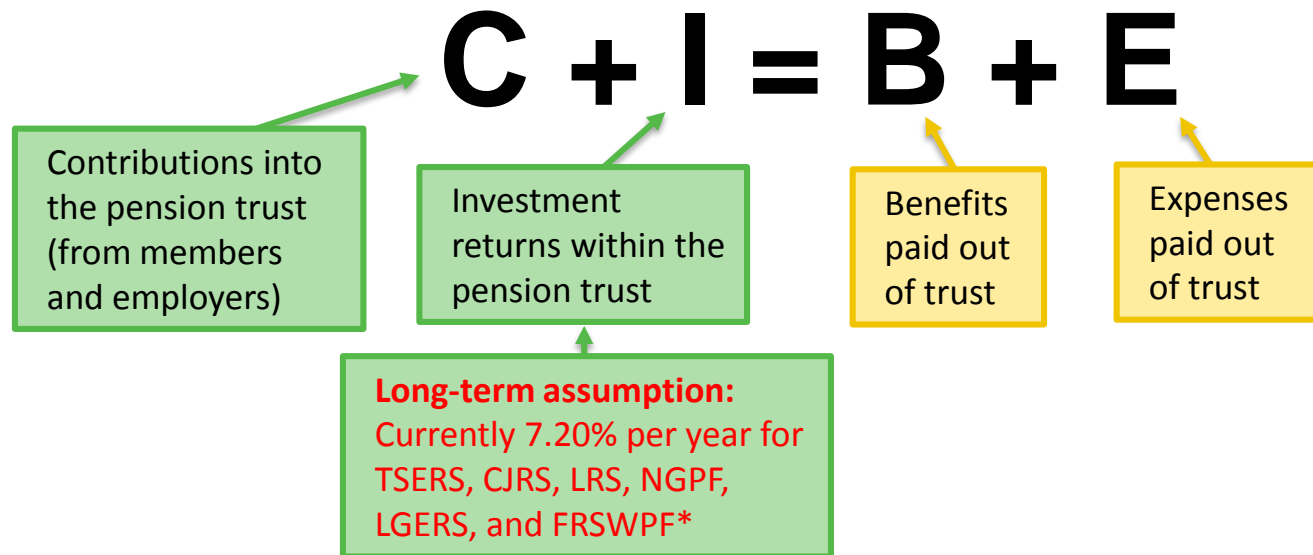 C + I = B + E
Contributions into
the pension trust
(from members
and employers)
Investment
returns within the
pension trust
Benefits
paid out
of trust
Expenses
paid out
of trust
Long-term assumption:
Currently 7.20% per year for
TSERS, CJRS, LRS, NGPF,
LGERS, and FRSWPF*